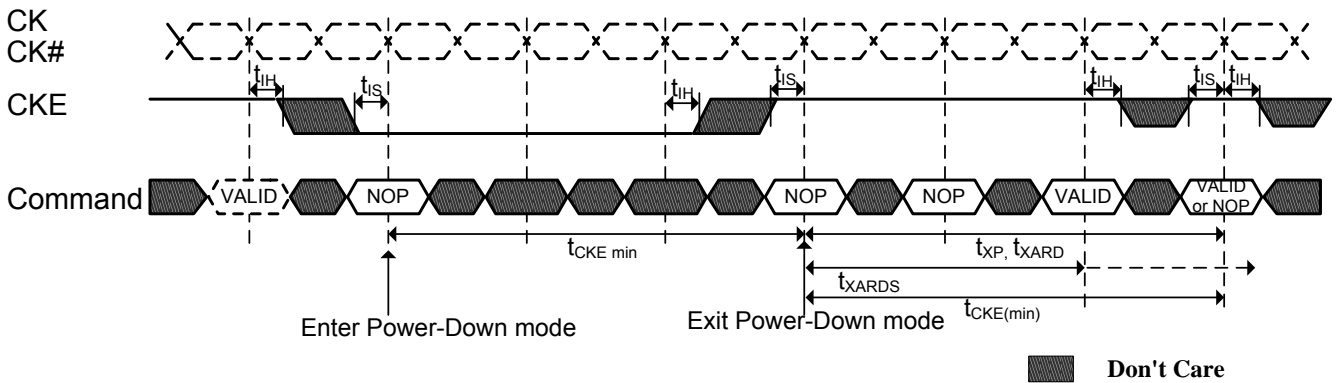 CK
CK#
tIH
tIS
tIH
tIS
tIH
tIS
tIH
CKE
Command
VALID
NOP
NOP
NOP
VALID
VALID
or NOP
tCKE min
tXP, tXARD
tXARDS
tCKE(min)
Enter Power-Down mode
Exit Power-Down mode
Don't Care